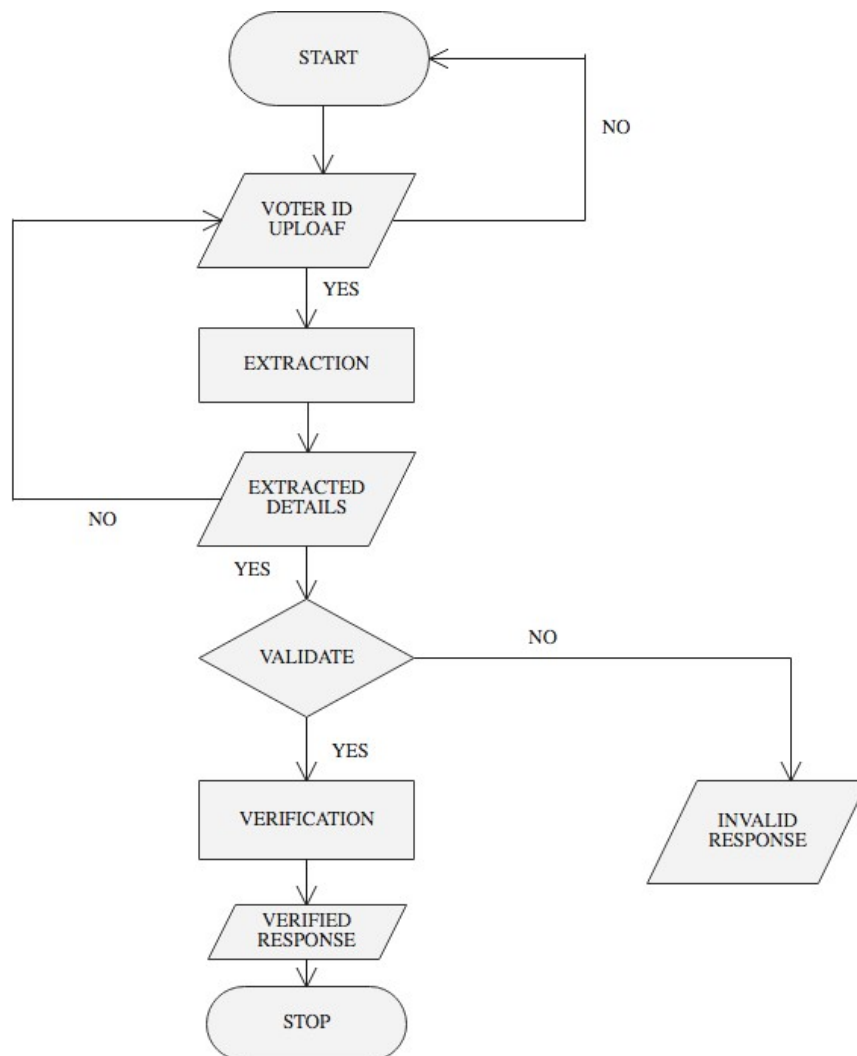 START
NO
VOTER ID
UPLOAF
YES
EXTRACTION
EXTRACTED
DETAILS
NO
YES
VALIDATE
NO
YES
VERIFICATION
INVALID
RESPONSE
VERIFIED
RESPONSE
STOP